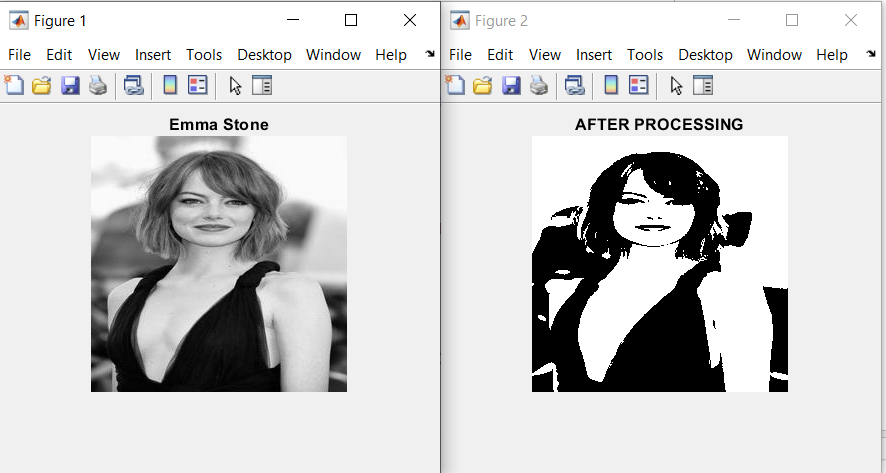 Figure 1
File Edit View Insert Tools Desktop Window Help
Emma Stone
Figure 2
File Edit View Insert Tools Desktop Window Help
AFTER PROCESSING